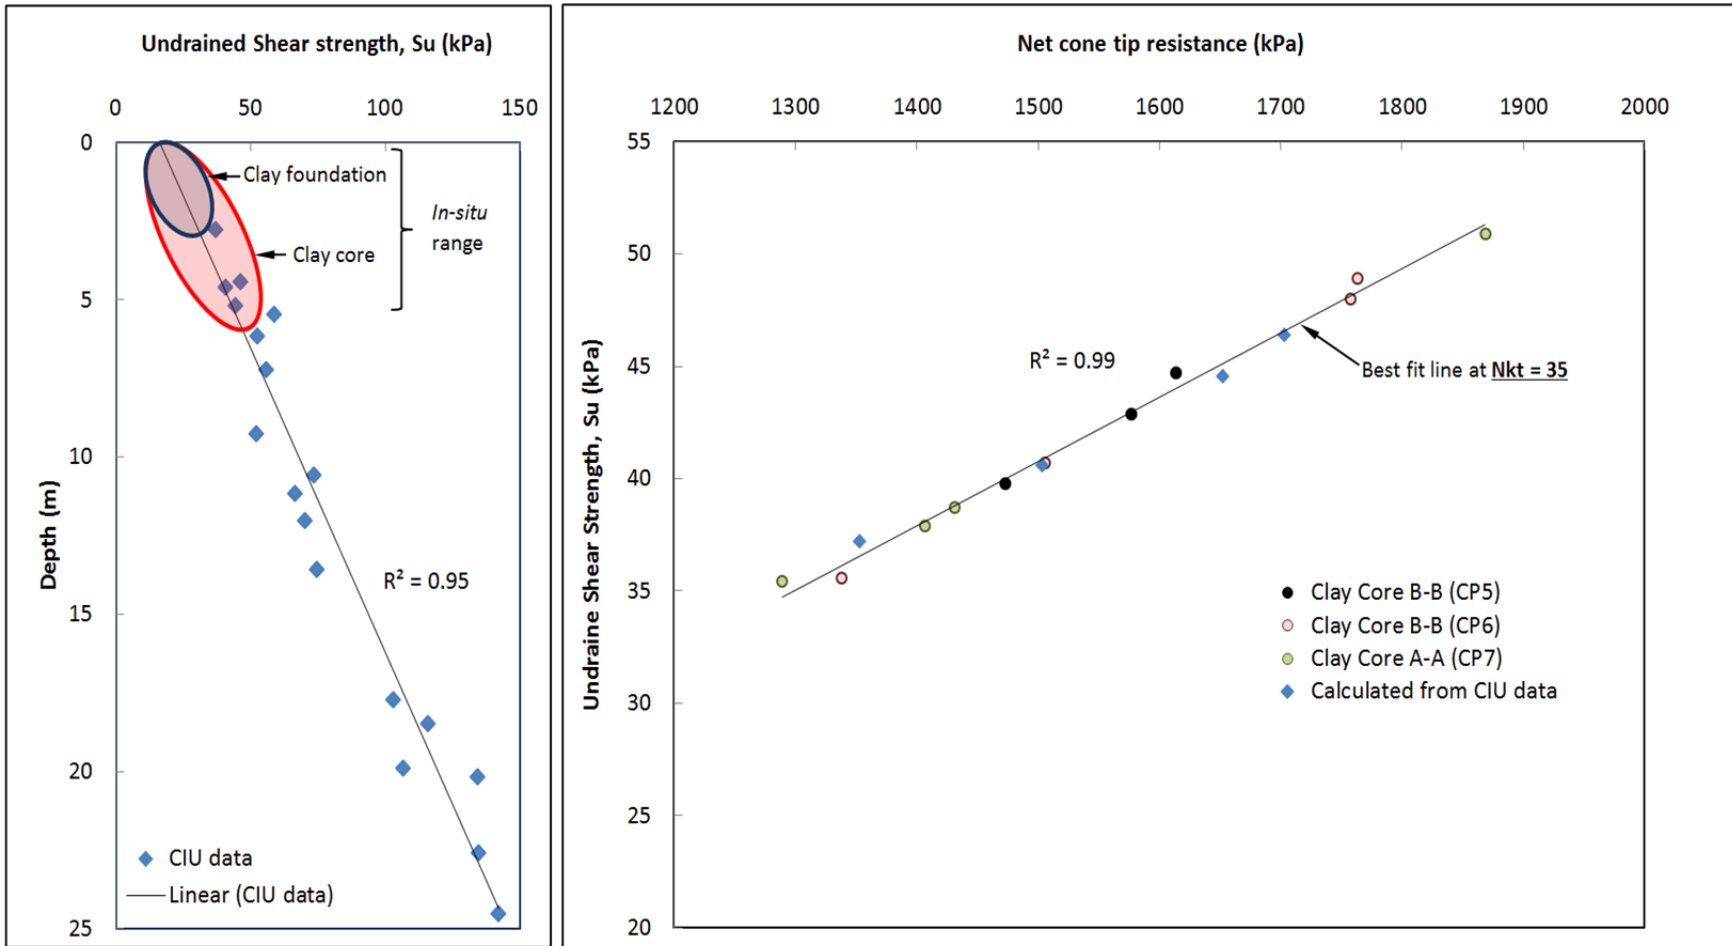 Undrained Shear strength, Su (kPa)
0 50 100 150
0
5
10
15
20
25
Depth (m)
Clay foundation
Clay core
In-situ
range
R² = 0.95
CIU data
Linear (CIU data)
Net cone tip resistance (kPa)
1200 1300 1400 1500 1600 1700 1800 1900 2000
55
50
45
40
35
30
25
20
Undraine Shear Strength, Su (kPa)
R² = 0.99
Best fit line at Nkt = 35
Clay Core B-B (CP5)
Clay Core B-B (CP6)
Clay Core A-A (CP7)
Calculated from CIU data